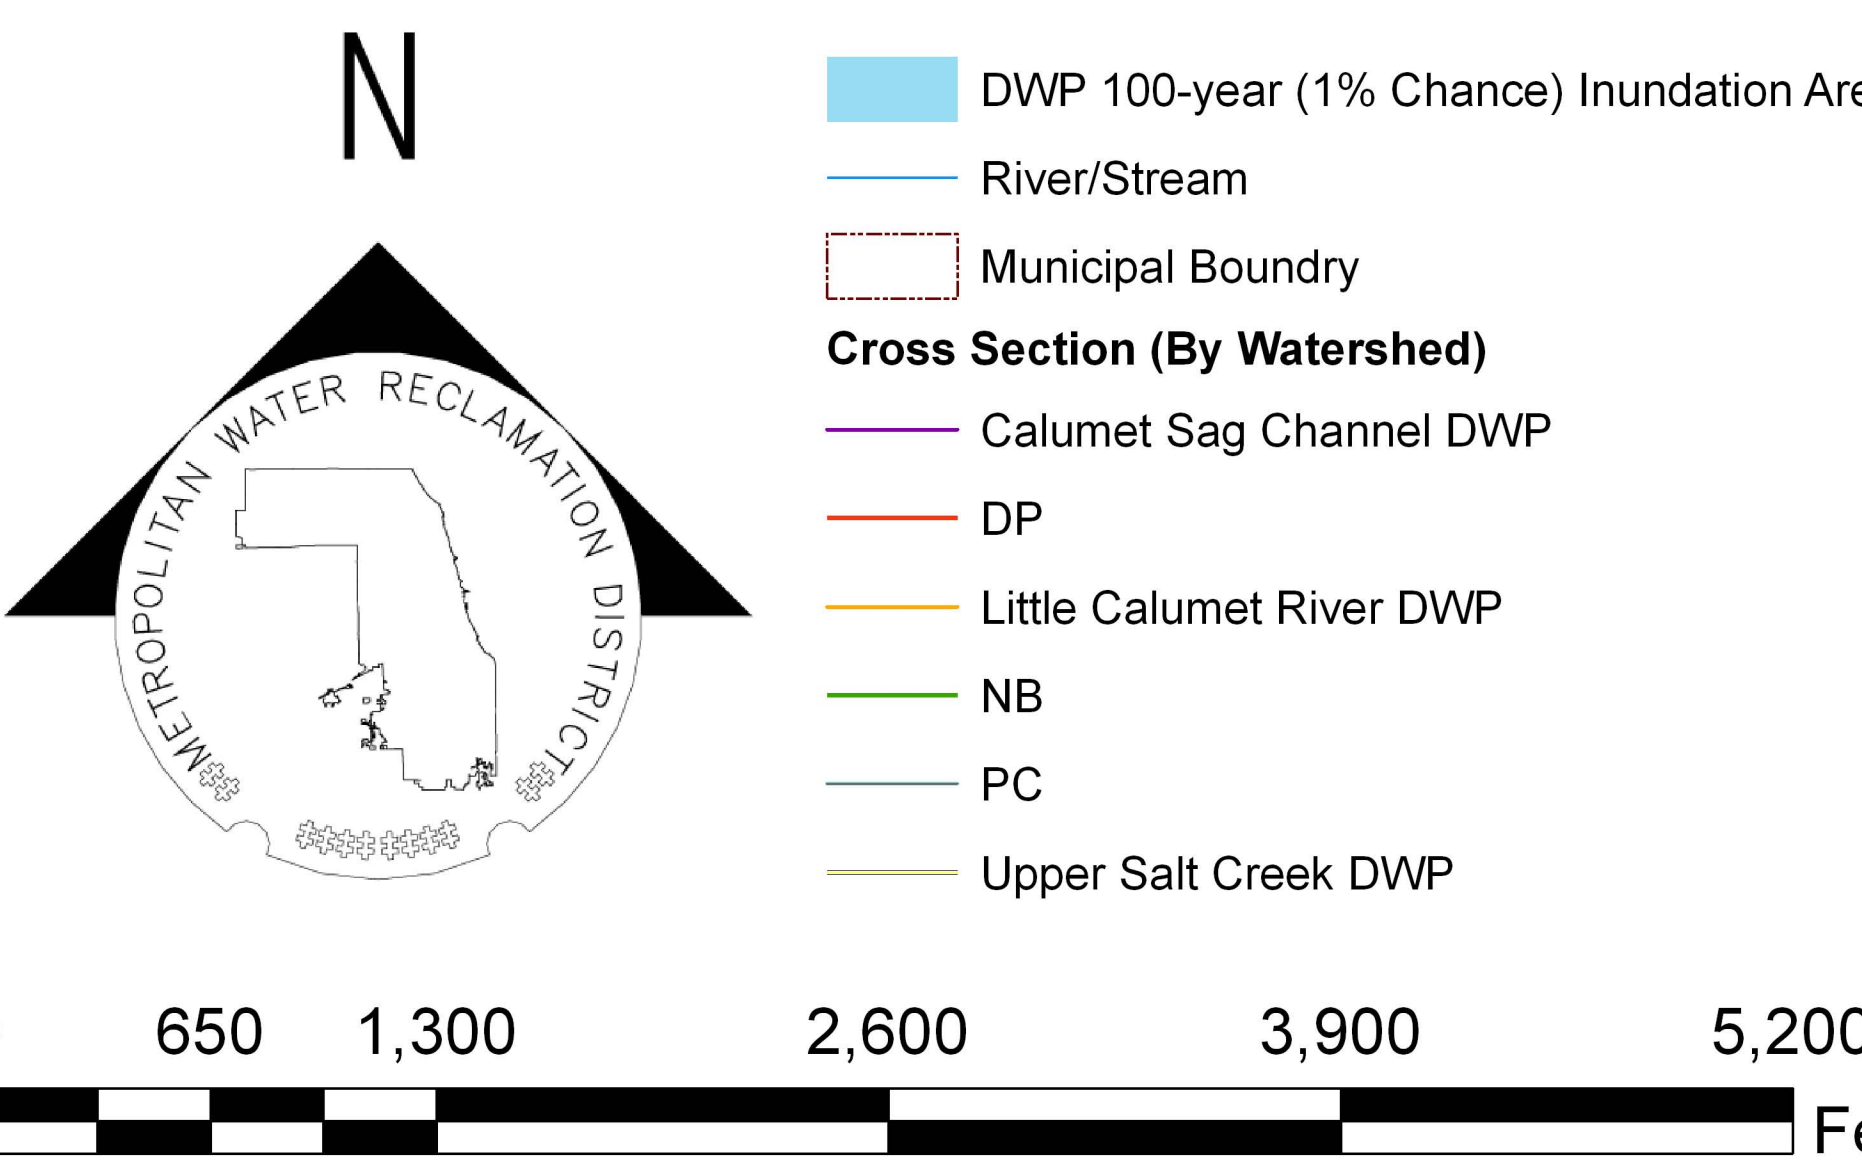 N
METROPOLITAN WATER RECLAMATION DISTRICT
DWP 100-year (1% Chance) Inundation
River/Stream
Municipal Boundry
Cross Section (By Watershed)
Calumet Sag Channel DWP
DP
Little Calumet River DWP
NB
PC
Upper Salt Creek DWP
650 1,300 2,600 3,900 5,200